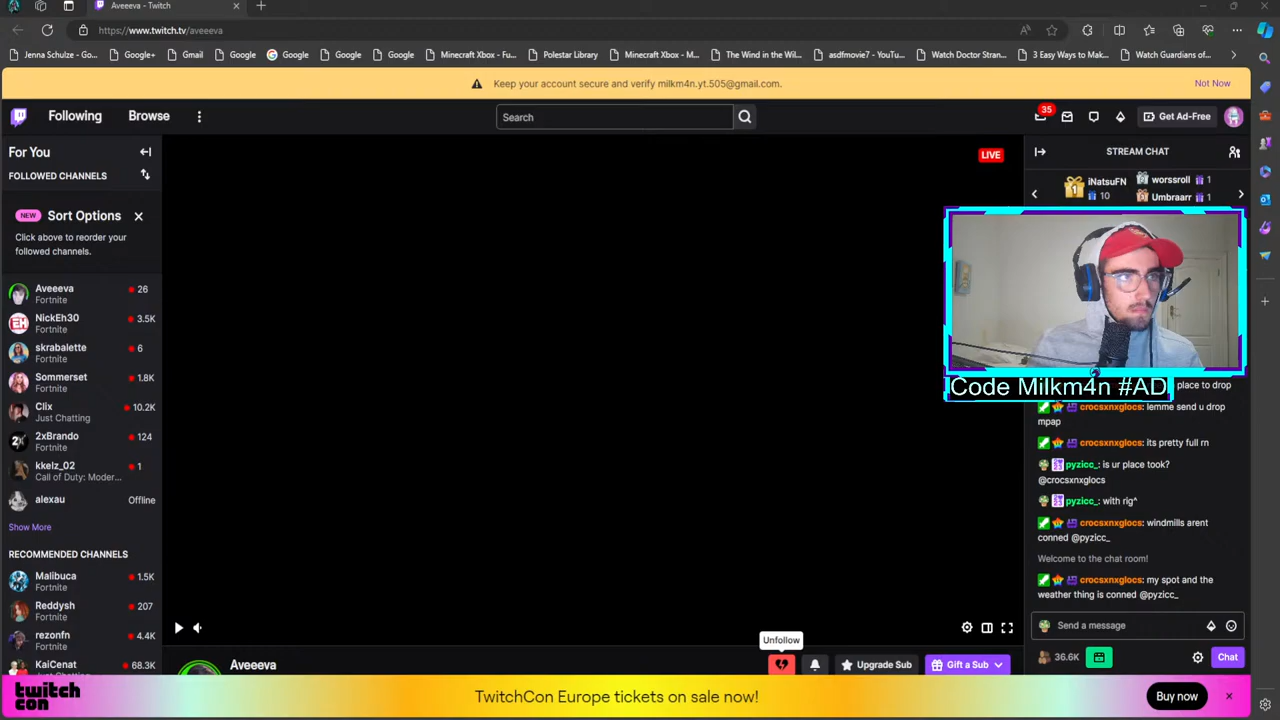 Aveeeva - Twitch
https://www.twitch.tv/aveeeva
Jenna Schulze - Go...
Google+
Gmail
Google
Google
Google
Google
Minecraft Xbox - Fu...
Polestar Library
Minecraft Xbox - M...
The Wind in the Wil...
asdfmovie7 - YouTu...
Watch Doctor Stran...
3 Easy Ways to Mak...
Watch Guardians of...
Keep your account secure and verify milkm4n.yt.505@gmail.com.
Not Now
Following
Browse
Search
35
Get Ad-Free
For You
FOLLOWED CHANNELS
NEW
Sort Options
Click above to reorder your
followed channels.
Aveeeva
26
Fortnite
NickEh30
3.5K
Fortnite
skrabalette
6
Fortnite
Sommerset
1.8K
Fortnite
Clix
10.2K
Just Chatting
2xBrando
124
Fortnite
kkelz_02
1
Call of Duty: Moder...
alexau
Offline
Show More
RECOMMENDED CHANNELS
Malibuca
1.5K
Fortnite
Reddysh
207
Fortnite
rezonfn
4.4K
Fortnite
KaiCenat
68.3K
Just Chatting
LIVE
STREAM CHAT
1
iNatsuFN
10
2
worssroll
1
3
Umbraarr
1
Code Milkm4n #AD
place to drop
crocsxnxglocs: lemme send u drop
mpap
crocsxnxglocs: its pretty full rn
pyzicc_: is ur place took?
@crocsxnxglocs
pyzicc_: with rig^
crocsxnxglocs: windmills arent
conned @pyzicc_
Welcome to the chat room!
crocsxnxglocs: my spot and the
weather thing is conned @pyzicc_
Send a message
36.6K
Chat
Unfollow
Aveeeva
Upgrade Sub
Gift a Sub
twitch
con
TwitchCon Europe tickets on sale now!
Buy now